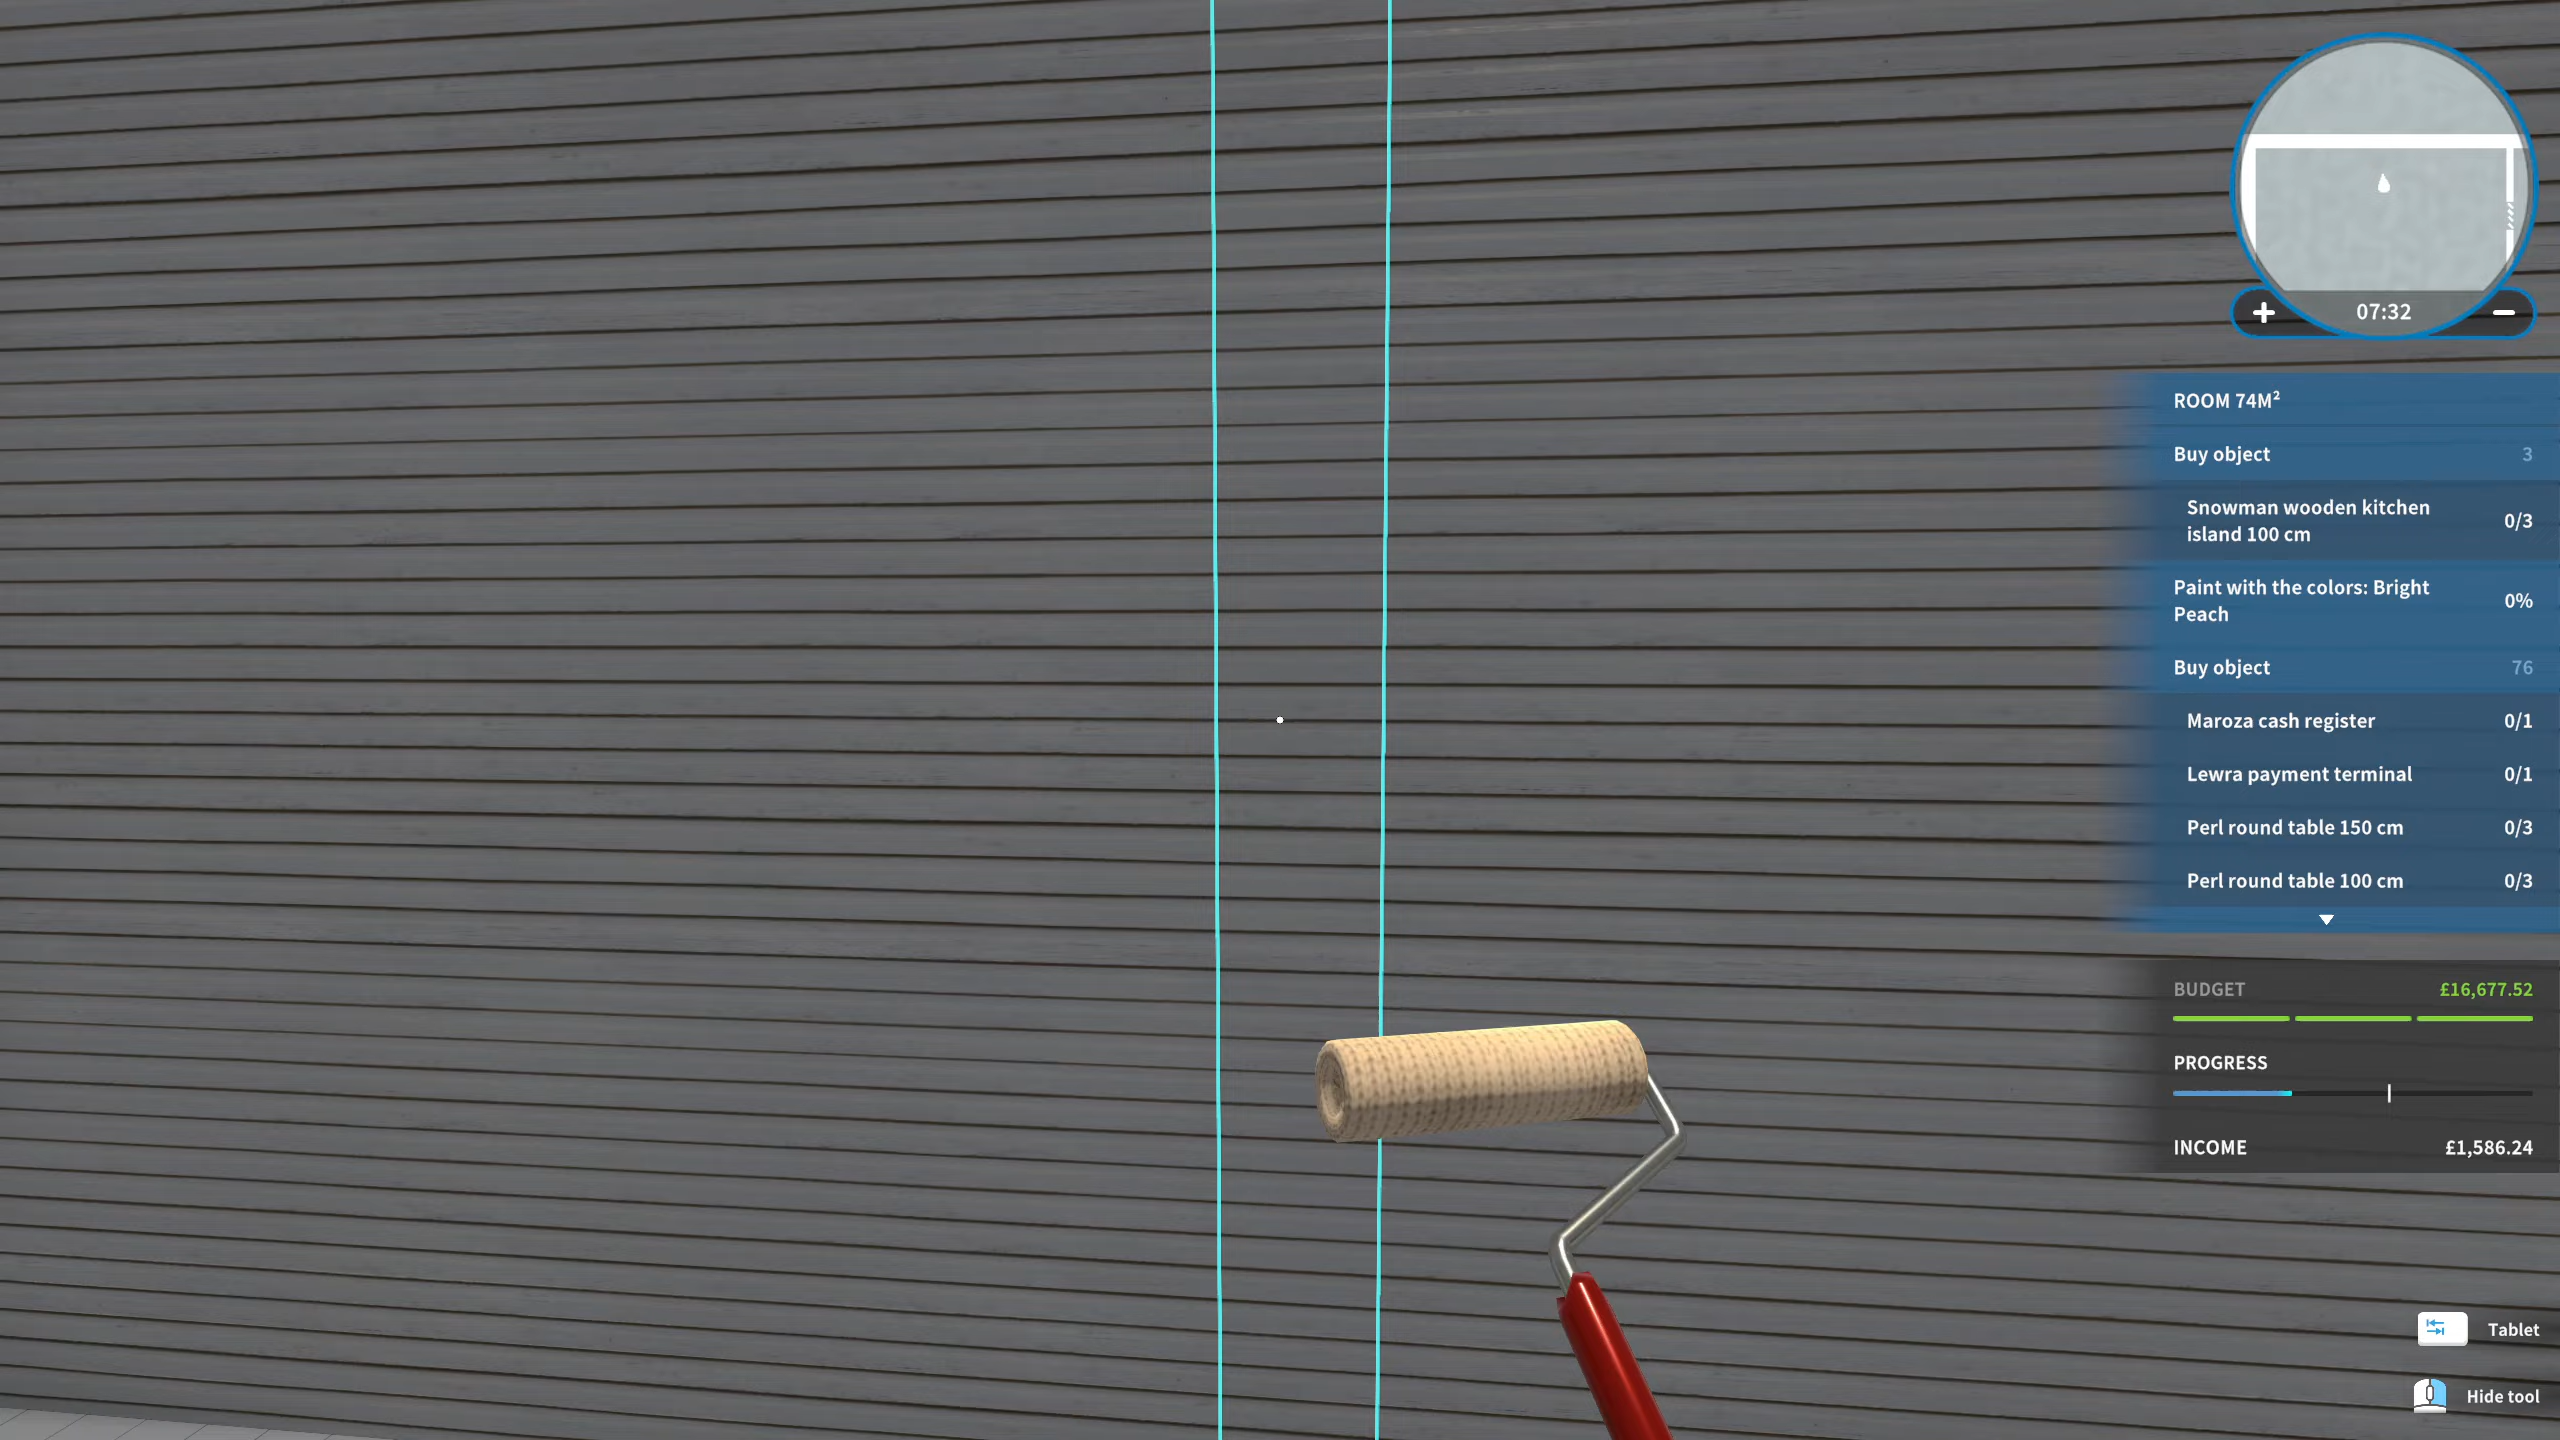 07:32
ROOM 74M²
Buy object 3
Snowman wooden kitchen
island 100 cm 0/3
Paint with the colors: Bright
Peach 0%
Buy object 76
Maroza cash register 0/1
Lewra payment terminal 0/1
Perl round table 150 cm 0/3
Perl round table 100 cm 0/3
BUDGET £16,677.52
PROGRESS
INCOME £1,586.24
Tablet
Hide tool